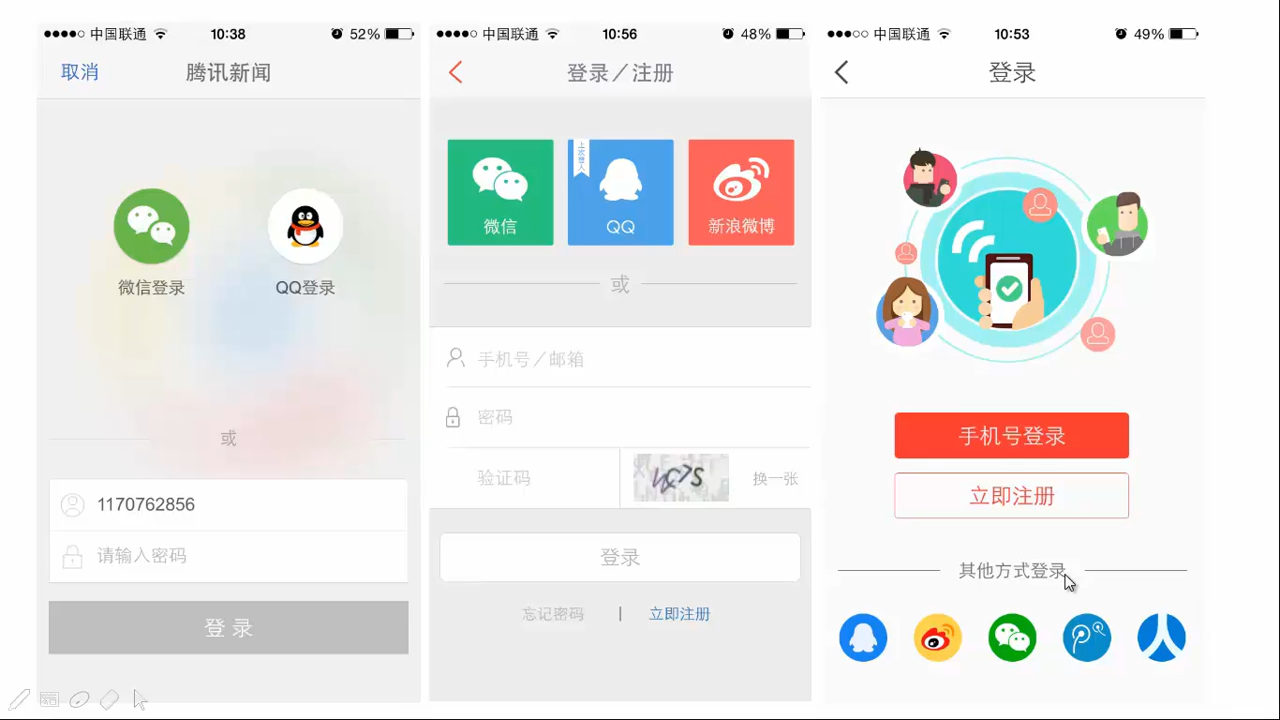 中国联通 10:38 52%
取消 腾讯新闻
微信登录 QQ登录
或
1170762856
请输入密码
登 录
中国联通 10:56 48%
登录／注册
上次登入
微信 QQ 新浪微博
或
手机号／邮箱
密码
验证码 换一张
登录
忘记密码 | 立即注册
中国联通 10:53 49%
登录
手机号登录
立即注册
其他方式登录